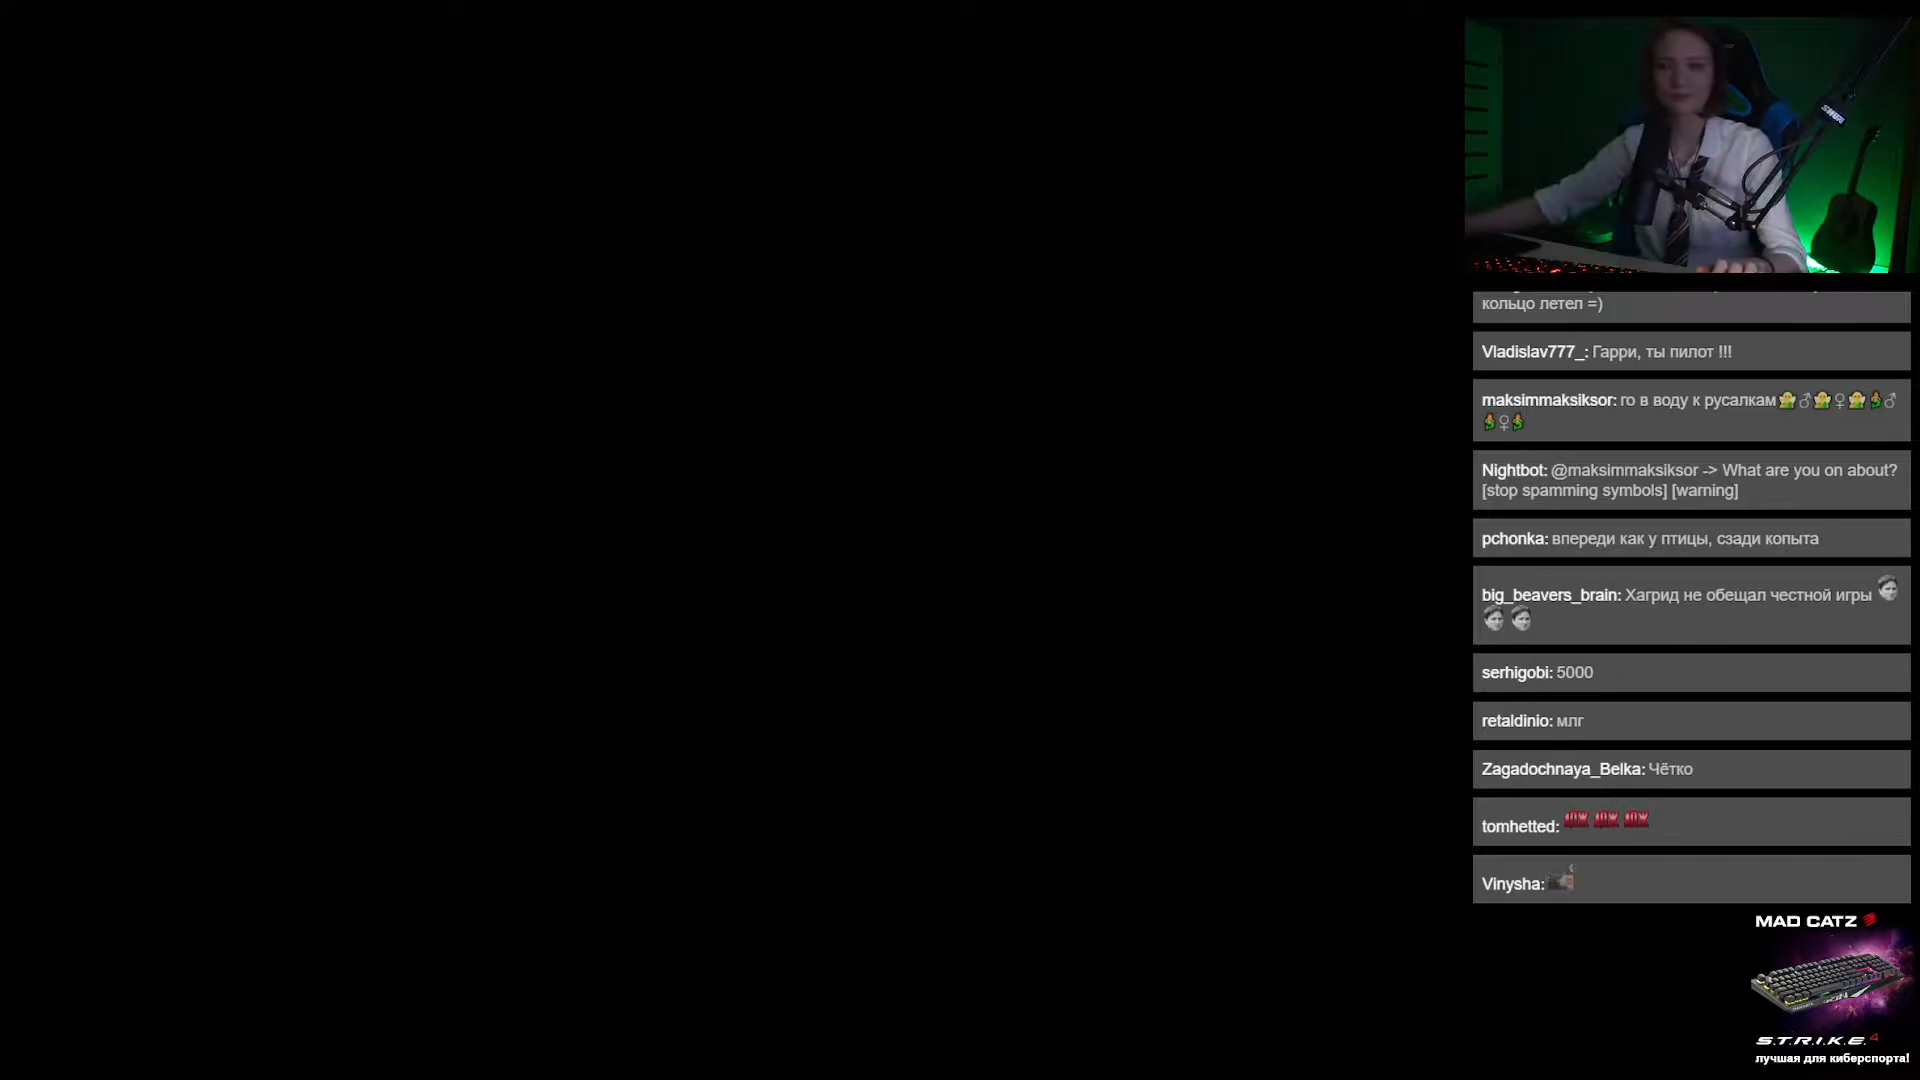 SHURE
кольцо летел =)
Vladislav777_: Гарри, ты пилот !!!
maksimmaksiksor: го в воду к русалкам♂♀♂
♀
Nightbot: @maksimmaksiksor -> What are you on about?
[stop spamming symbols] [warning]
pchonka: впереди как у птицы, сзади копыта
big_beavers_brain: Хагрид не обещал честной игры
serhigobi: 5000
retaldinio: млг
Zagadochnaya_Belka: Чётко
tomhetted:
Vinysha:
MAD CATZ
S.T.R.I.K.E. 4
лучшая для киберспорта!